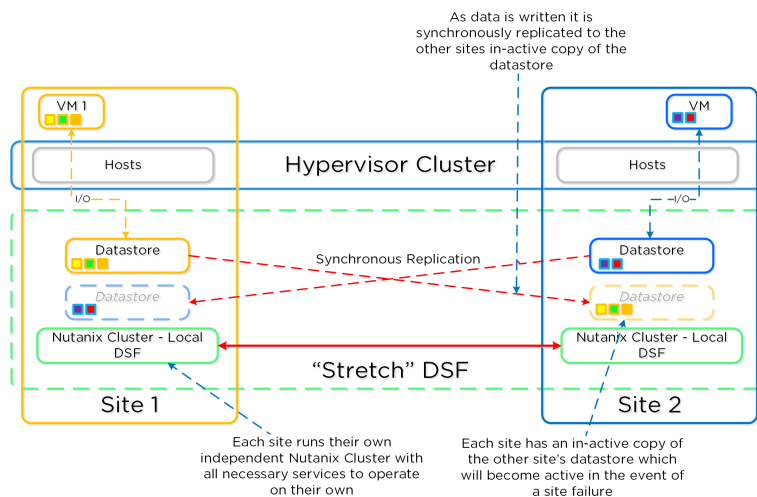 As data is written it is
synchronously replicated to the
other sites in-active copy of the
datastore
VM 1
VM
Hosts
Hypervisor Cluster
Hosts
I/O
I/O
Datastore
Synchronous Replication
Datastore
Datastore
Datastore
Nutanix Cluster - Local
DSF
Nutanix Cluster - Local
DSF
“Stretch” DSF
Site 1
Site 2
Each site runs their own
independent Nutanix Cluster with
all necessary services to operate
on their own
Each site has an in-active copy of
the other site’s datastore which
will become active in the event of
a site failure